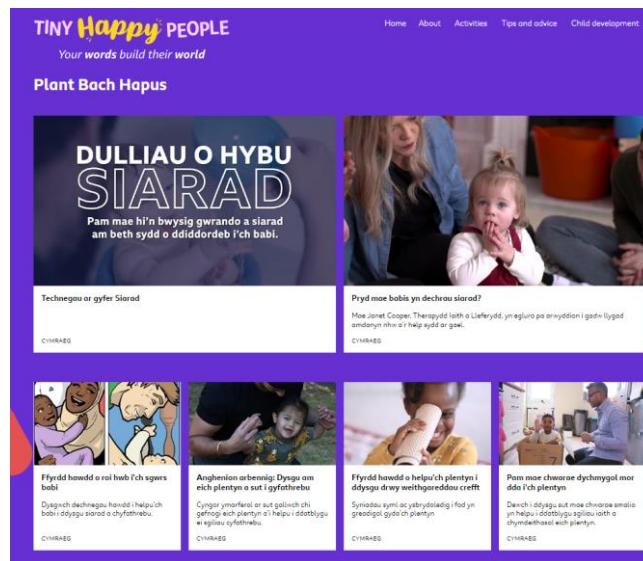 TINY Happy PEOPLE
Your words build their world
Home About Activities Tips and advice Child development
Plant Bach Hapus
DULLIAU O HYBU
SIARAD
Pam mae hi'n bwysig gwrando a siarad
am beth sydd o ddiddordeb i'ch babi.
Technegau ar gyfer Siarad
CYMRAEG
Pryd mae babis yn dechrau siarad?
Mae Janet Cooper, Therapydd Iaith a Lleferydd, yn egluro pa arwyddion i gadw llygad
amdanyn nhw a'r help sydd ar gael.
CYMRAEG
Ffyrdd hawdd o roi hwb i'ch sgwrs
babi
Dysgwch dechnegau hawdd i helpu'ch
babi i ddysgu siarad a chyfathrebu.
CYMRAEG
Anghenion arbennig: Dysgu am
eich plentyn a sut i gyfathrebu
Cyngor ymarferol ar sut gallwch chi
gefnogi eich plentyn a'i helpu i ddatblygu
ei sgiliau cyfathrebu.
CYMRAEG
Ffyrdd hawdd o helpu'ch plentyn i
ddysgu drwy weithgareddau crefft
Syniadau syml ac ysbrydoledig i fod yn
greadigol gyda'ch plentyn
CYMRAEG
Pam mae chwarae dychmygol mor
dda i'ch plentyn
Dewch i ddysgu sut mae chwarae smalio
yn helpu i ddatblygu sgiliau iaith a
chymdeithasol eich plentyn.
CYMRAEG